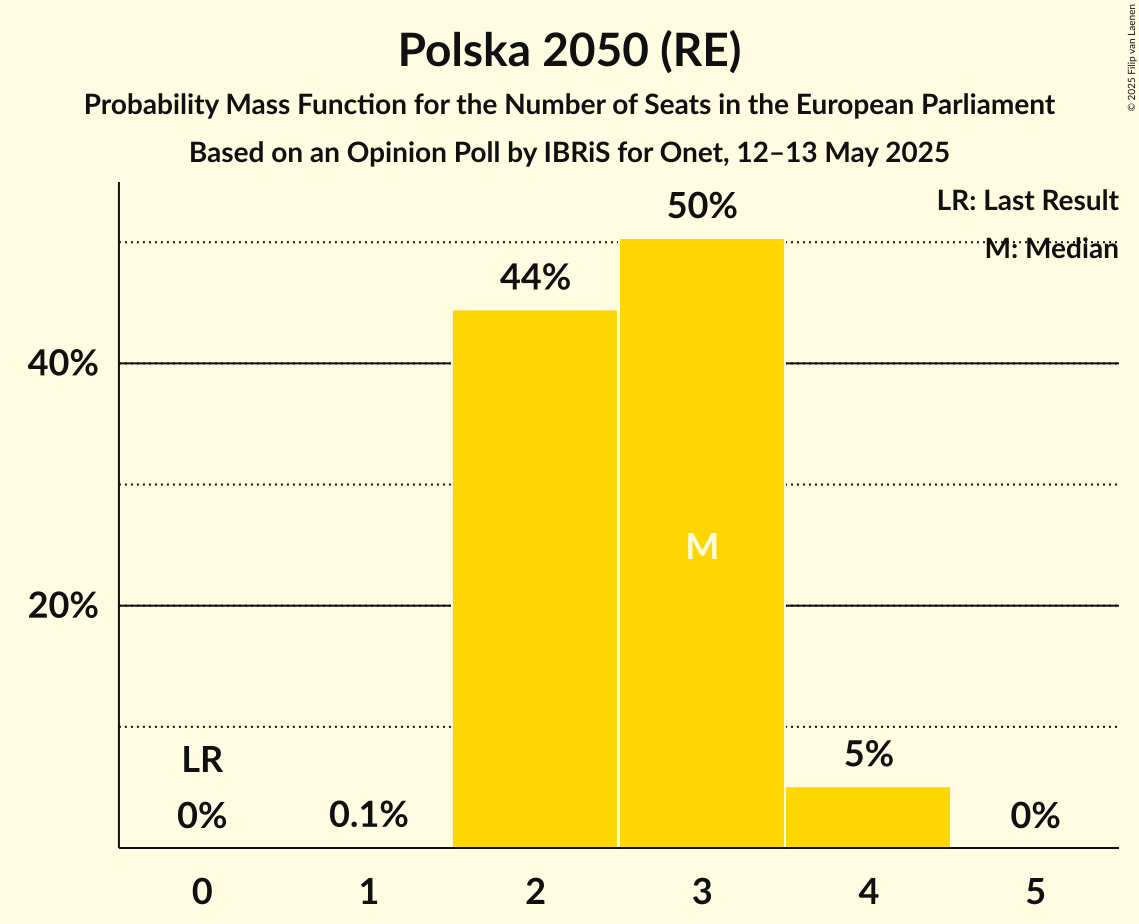 Polska 2050 (RE)
Probability Mass Function for the Number of Seats in the European Parliament
Based on an Opinion Poll by IBRiS for Onet, 12–13 May 2025
© 2025 Filip van Laenen
LR: Last Result
M: Median
50%
44%
40%
M
20%
LR
5%
0%
0.1%
0%
0
1
2
3
4
5